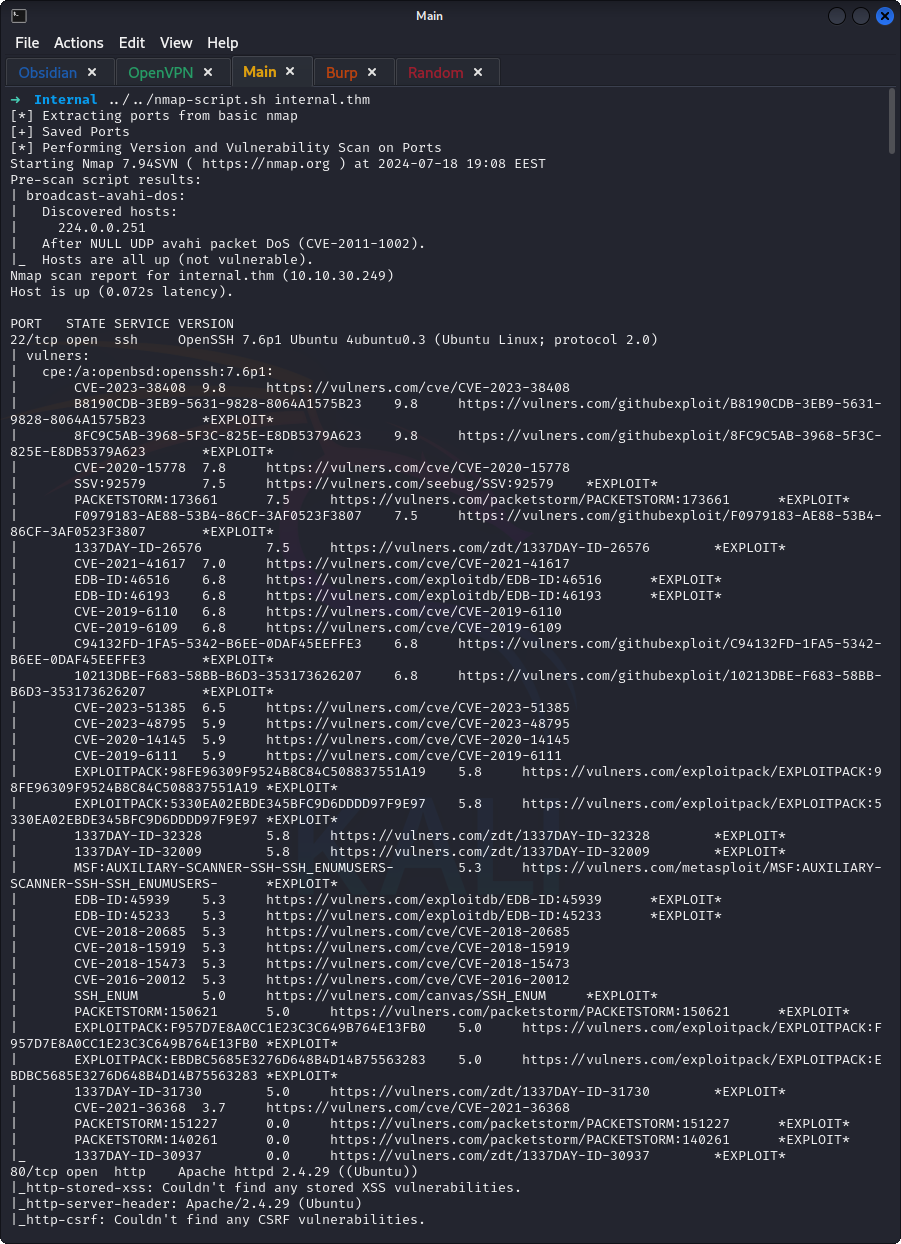 Main
File Actions Edit View Help
Obsidian × OpenVPN × Main × Burp × Random ×
→ Internal ../../nmap-script.sh internal.thm
[*] Extracting ports from basic nmap
[+] Saved Ports
[*] Performing Version and Vulnerability Scan on Ports
Starting Nmap 7.94SVN ( https://nmap.org ) at 2024-07-18 19:08 EEST
Pre-scan script results:
| broadcast-avahi-dos:
|   Discovered hosts:
|     224.0.0.251
|   After NULL UDP avahi packet DoS (CVE-2011-1002).
|_  Hosts are all up (not vulnerable).
Nmap scan report for internal.thm (10.10.30.249)
Host is up (0.072s latency).
PORT   STATE SERVICE VERSION
22/tcp open  ssh     OpenSSH 7.6p1 Ubuntu 4ubuntu0.3 (Ubuntu Linux; protocol 2.0)
| vulners:
|   cpe:/a:openbsd:openssh:7.6p1:
|       CVE-2023-38408  9.8     https://vulners.com/cve/CVE-2023-38408
|       B8190CDB-3EB9-5631-9828-8064A1575B23    9.8     https://vulners.com/githubexploit/B8190CDB-3EB9-5631-
9828-8064A1575B23       *EXPLOIT*
|       8FC9C5AB-3968-5F3C-825E-E8DB5379A623    9.8     https://vulners.com/githubexploit/8FC9C5AB-3968-5F3C-
825E-E8DB5379A623       *EXPLOIT*
|       CVE-2020-15778  7.8     https://vulners.com/cve/CVE-2020-15778
|       SSV:92579       7.5     https://vulners.com/seebug/SSV:92579    *EXPLOIT*
|       PACKETSTORM:173661      7.5     https://vulners.com/packetstorm/PACKETSTORM:173661      *EXPLOIT*
|       F0979183-AE88-53B4-86CF-3AF0523F3807    7.5     https://vulners.com/githubexploit/F0979183-AE88-53B4-
86CF-3AF0523F3807       *EXPLOIT*
|       1337DAY-ID-26576        7.5     https://vulners.com/zdt/1337DAY-ID-26576        *EXPLOIT*
|       CVE-2021-41617  7.0     https://vulners.com/cve/CVE-2021-41617
|       EDB-ID:46516    6.8     https://vulners.com/exploitdb/EDB-ID:46516      *EXPLOIT*
|       EDB-ID:46193    6.8     https://vulners.com/exploitdb/EDB-ID:46193      *EXPLOIT*
|       CVE-2019-6110   6.8     https://vulners.com/cve/CVE-2019-6110
|       CVE-2019-6109   6.8     https://vulners.com/cve/CVE-2019-6109
|       C94132FD-1FA5-5342-B6EE-0DAF45EEFFE3    6.8     https://vulners.com/githubexploit/C94132FD-1FA5-5342-
B6EE-0DAF45EEFFE3       *EXPLOIT*
|       10213DBE-F683-58BB-B6D3-353173626207    6.8     https://vulners.com/githubexploit/10213DBE-F683-58BB-
B6D3-353173626207       *EXPLOIT*
|       CVE-2023-51385  6.5     https://vulners.com/cve/CVE-2023-51385
|       CVE-2023-48795  5.9     https://vulners.com/cve/CVE-2023-48795
|       CVE-2020-14145  5.9     https://vulners.com/cve/CVE-2020-14145
|       CVE-2019-6111   5.9     https://vulners.com/cve/CVE-2019-6111
|       EXPLOITPACK:98FE96309F9524B8C84C508837551A19    5.8     https://vulners.com/exploitpack/EXPLOITPACK:9
8FE96309F9524B8C84C508837551A19 *EXPLOIT*
|       EXPLOITPACK:5330EA02EBDE345BFC9D6DDDD97F9E97    5.8     https://vulners.com/exploitpack/EXPLOITPACK:5
330EA02EBDE345BFC9D6DDDD97F9E97 *EXPLOIT*
|       1337DAY-ID-32328        5.8     https://vulners.com/zdt/1337DAY-ID-32328        *EXPLOIT*
|       1337DAY-ID-32009        5.8     https://vulners.com/zdt/1337DAY-ID-32009        *EXPLOIT*
|       MSF:AUXILIARY-SCANNER-SSH-SSH_ENUMUSERS-        5.3     https://vulners.com/metasploit/MSF:AUXILIARY-
SCANNER-SSH-SSH_ENUMUSERS-      *EXPLOIT*
|       EDB-ID:45939    5.3     https://vulners.com/exploitdb/EDB-ID:45939      *EXPLOIT*
|       EDB-ID:45233    5.3     https://vulners.com/exploitdb/EDB-ID:45233      *EXPLOIT*
|       CVE-2018-20685  5.3     https://vulners.com/cve/CVE-2018-20685
|       CVE-2018-15919  5.3     https://vulners.com/cve/CVE-2018-15919
|       CVE-2018-15473  5.3     https://vulners.com/cve/CVE-2018-15473
|       CVE-2016-20012  5.3     https://vulners.com/cve/CVE-2016-20012
|       SSH_ENUM        5.0     https://vulners.com/canvas/SSH_ENUM     *EXPLOIT*
|       PACKETSTORM:150621      5.0     https://vulners.com/packetstorm/PACKETSTORM:150621      *EXPLOIT*
|       EXPLOITPACK:F957D7E8A0CC1E23C3C649B764E13FB0    5.0     https://vulners.com/exploitpack/EXPLOITPACK:F
957D7E8A0CC1E23C3C649B764E13FB0 *EXPLOIT*
|       EXPLOITPACK:EBDBC5685E3276D648B4D14B75563283    5.0     https://vulners.com/exploitpack/EXPLOITPACK:E
BDBC5685E3276D648B4D14B75563283 *EXPLOIT*
|       1337DAY-ID-31730        5.0     https://vulners.com/zdt/1337DAY-ID-31730        *EXPLOIT*
|       CVE-2021-36368  3.7     https://vulners.com/cve/CVE-2021-36368
|       PACKETSTORM:151227      0.0     https://vulners.com/packetstorm/PACKETSTORM:151227      *EXPLOIT*
|       PACKETSTORM:140261      0.0     https://vulners.com/packetstorm/PACKETSTORM:140261      *EXPLOIT*
|_      1337DAY-ID-30937        0.0     https://vulners.com/zdt/1337DAY-ID-30937        *EXPLOIT*
80/tcp open  http    Apache httpd 2.4.29 ((Ubuntu))
|_http-stored-xss: Couldn't find any stored XSS vulnerabilities.
|_http-server-header: Apache/2.4.29 (Ubuntu)
|_http-csrf: Couldn't find any CSRF vulnerabilities.
KALI